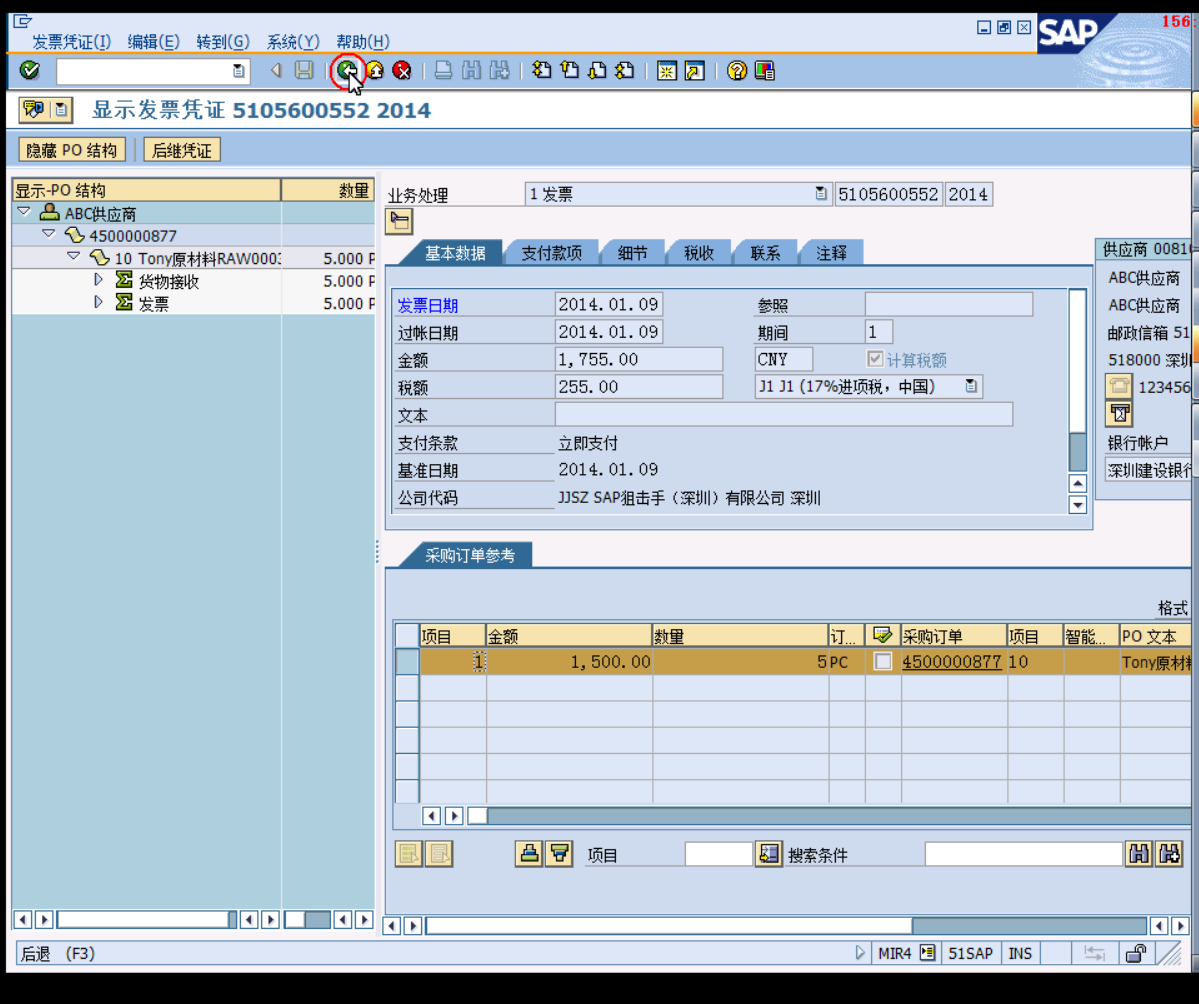 156
发票凭证(I) 编辑(E) 转到(G) 系统(Y) 帮助(H)
SAP
显示发票凭证 5105600552 2014
隐藏 PO 结构 后继凭证
显示-PO 结构 数量
ABC供应商
4500000877
10 Tony原材料RAW000 5.000 P
货物接收 5.000 P
发票 5.000 P
业务处理 1 发票 5105600552 2014
基本数据 支付款项 细节 税收 联系 注释
发票日期 2014.01.09 参照
过帐日期 2014.01.09 期间 1
金额 1,755.00 CNY 计算税额
税额 255.00 J1 J1 (17%进项税，中国)
文本
支付条款 立即支付
基准日期 2014.01.09
公司代码 JJSZ SAP狙击手（深圳）有限公司 深圳
供应商 0081
ABC供应商
ABC供应商
邮政信箱 51
518000 深圳
123456
银行帐户
深圳建设银行
采购订单参考
格式
项目 金额 数量 订... 采购订单 项目 智能... PO 文本
1 1,500.00 5 PC 4500000877 10 Tony原材料
项目 搜索条件
后退 (F3) MIR4 51SAP INS